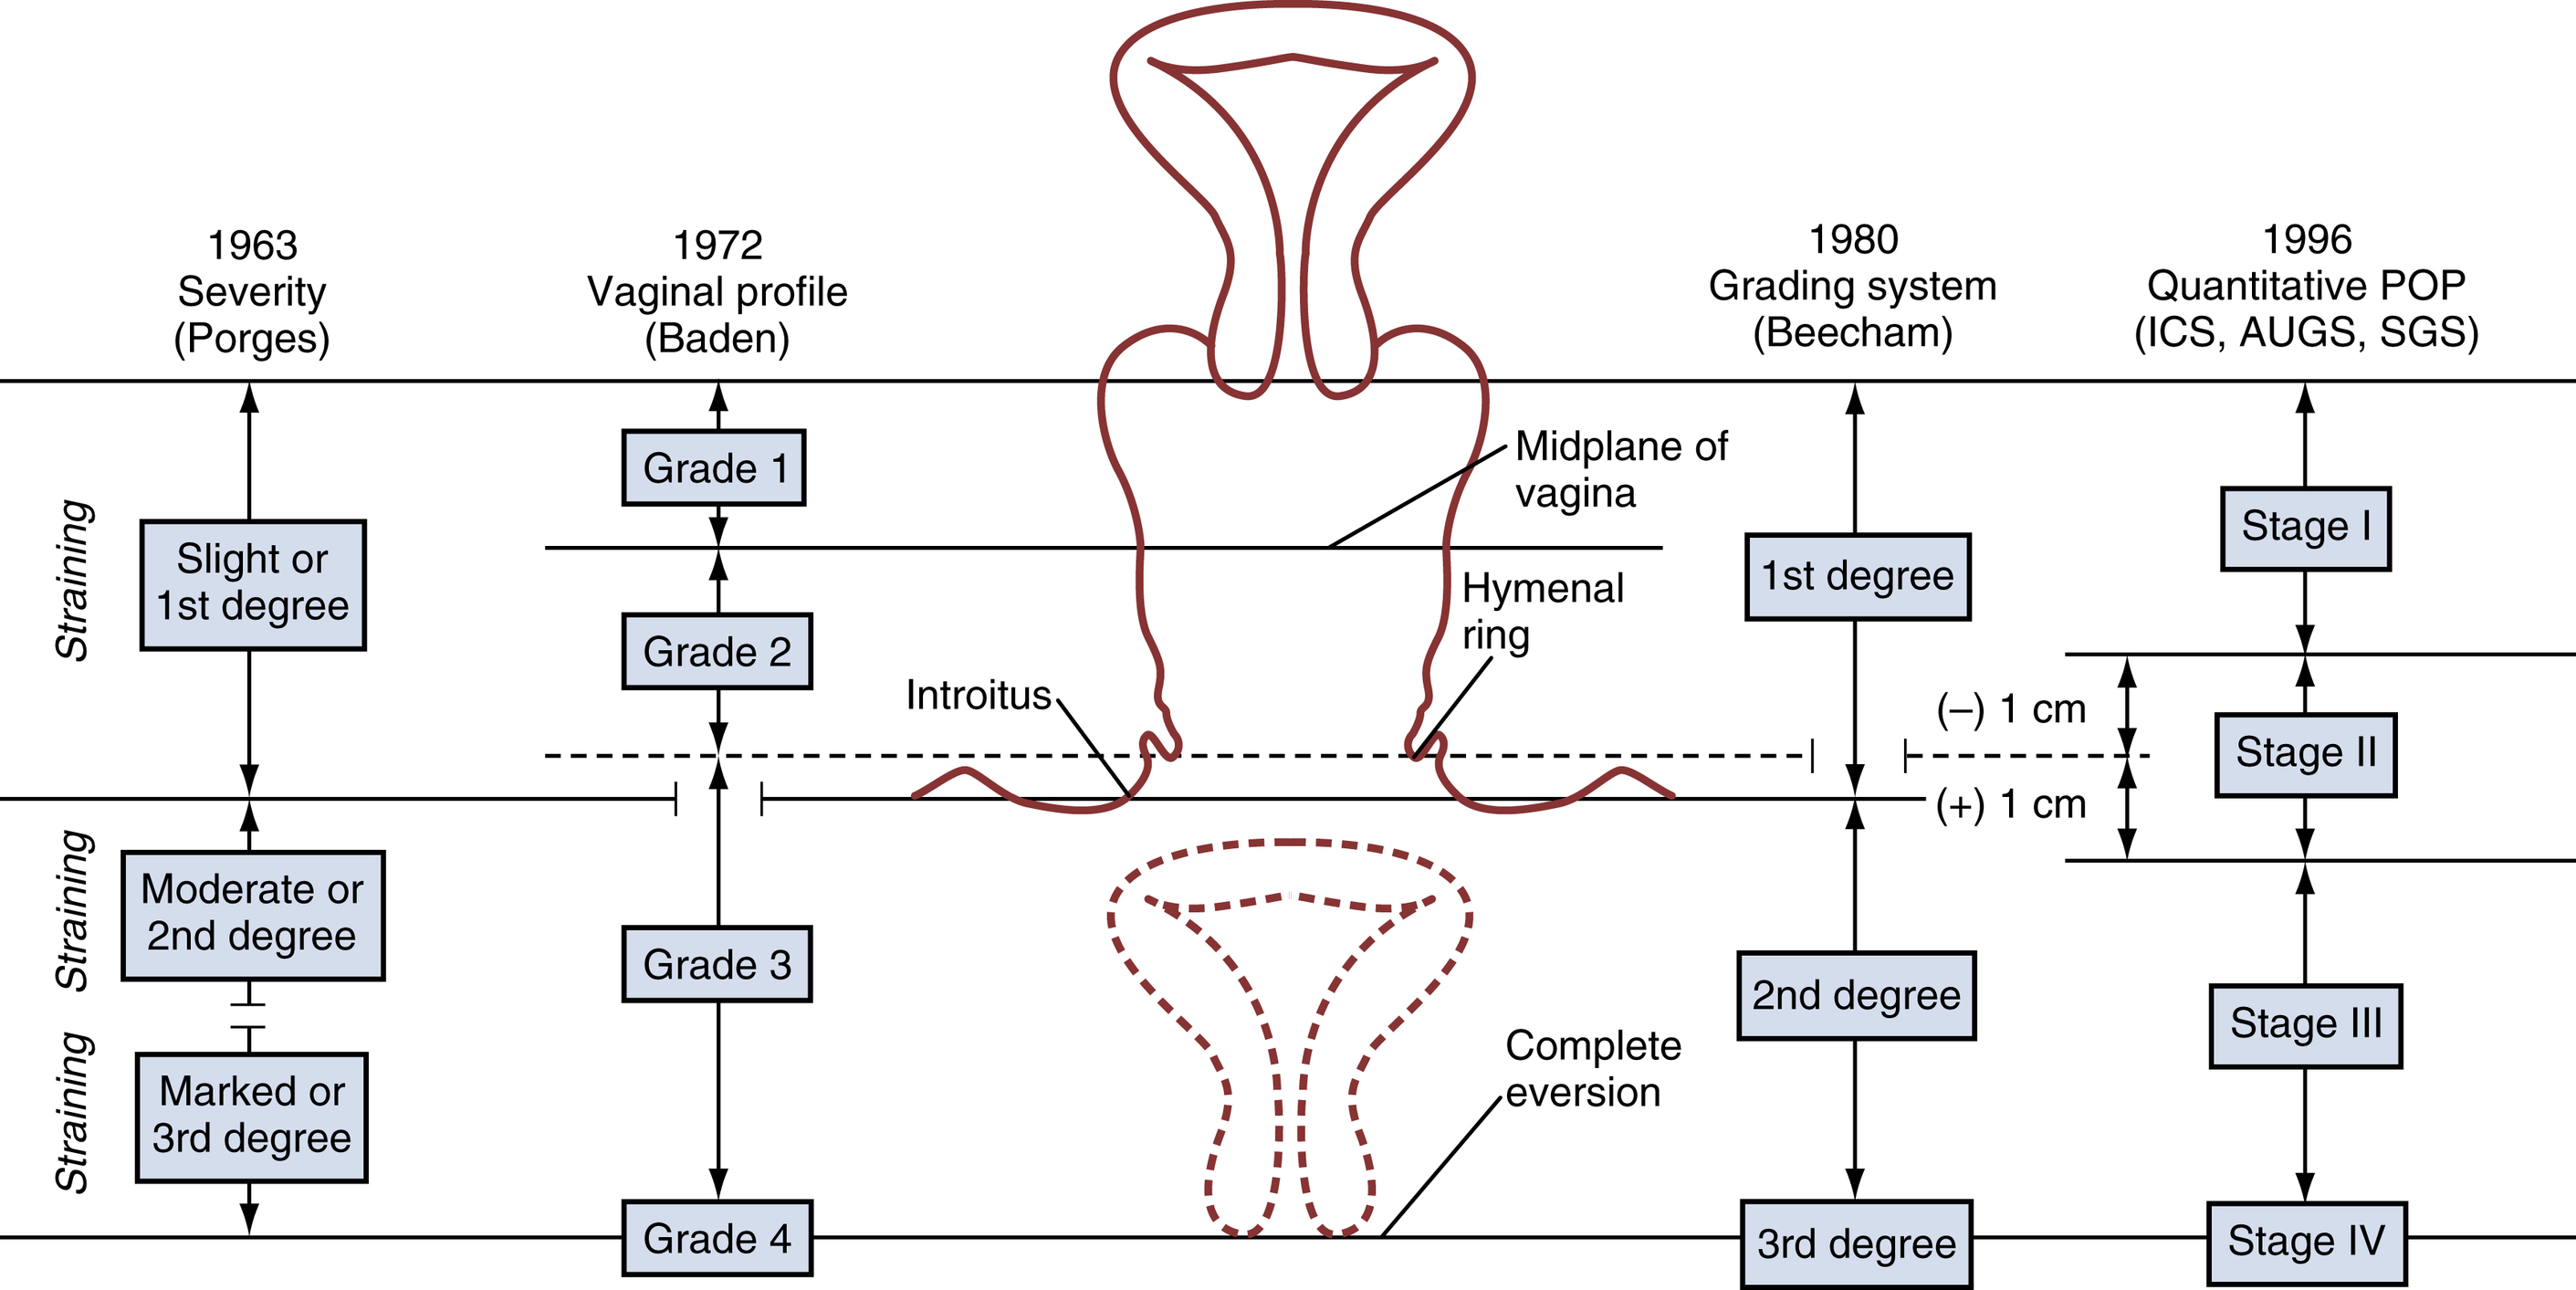 1963
Severity
(Porges)
1972
Vaginal profile
(Baden)
1980
Grading system
(Beecham)
1996
Quantitative POP
(ICS, AUGS, SGS)
Straining
Slight or
1st degree
Grade 1
Grade 2
Midplane of
vagina
Hymenal
ring
Introitus
1st degree
Stage I
(–) 1 cm
(+) 1 cm
Stage II
Straining
Moderate or
2nd degree
Grade 3
2nd degree
Stage III
Straining
Marked or
3rd degree
Complete
eversion
Grade 4
3rd degree
Stage IV